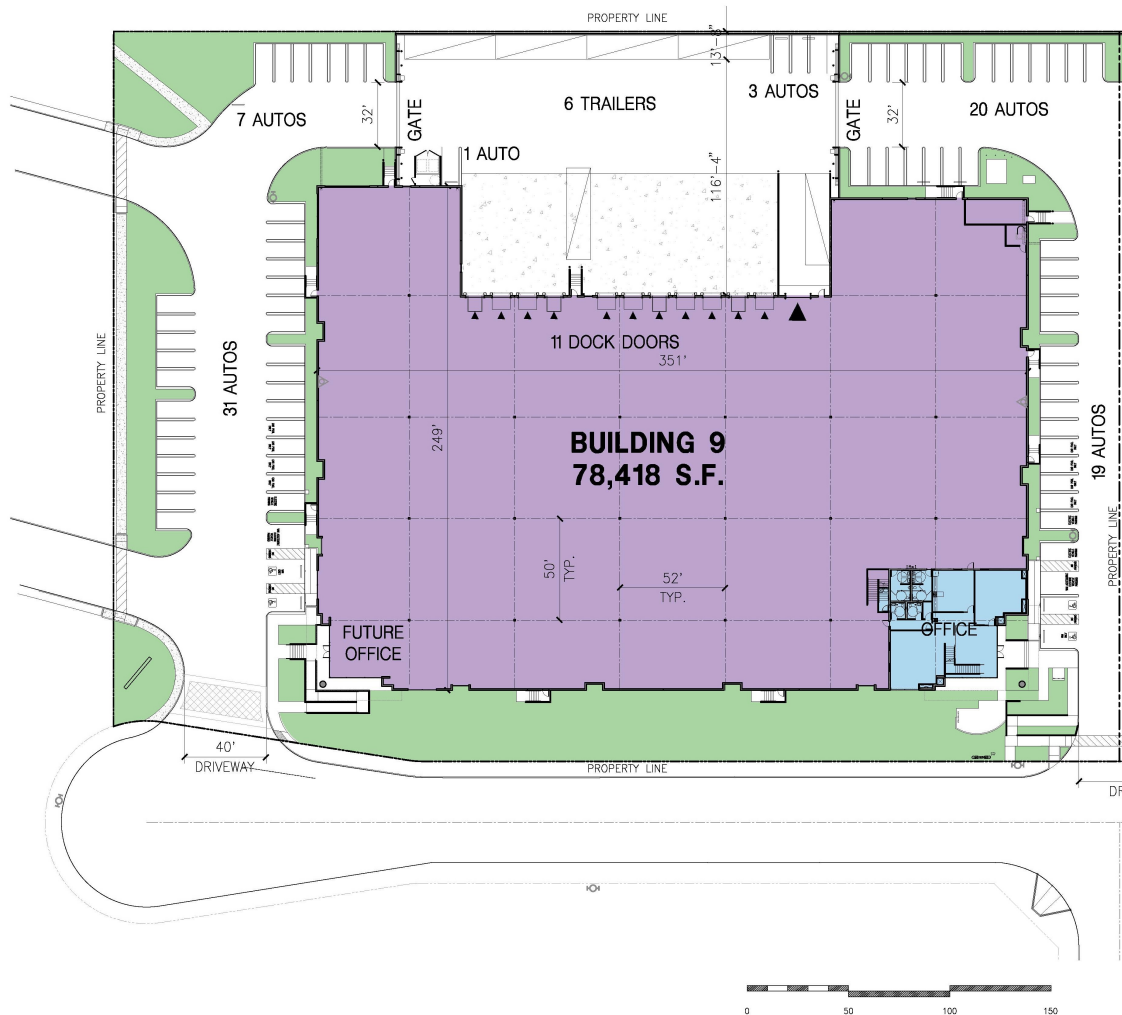 PROPERTY LINE
13'-8"
7 AUTOS
32'
GATE
6 TRAILERS
3 AUTOS
GATE
32'
20 AUTOS
1 AUTO
116'-4"
PROPERTY LINE
31 AUTOS
11 DOCK DOORS
351'
249'
BUILDING 9
78,418 S.F.
19 AUTOS
PROPERTY LINE
50'
TYP.
52'
TYP.
FUTURE
OFFICE
OFFICE
40'
DRIVEWAY
PROPERTY LINE
DR
0
50
100
150